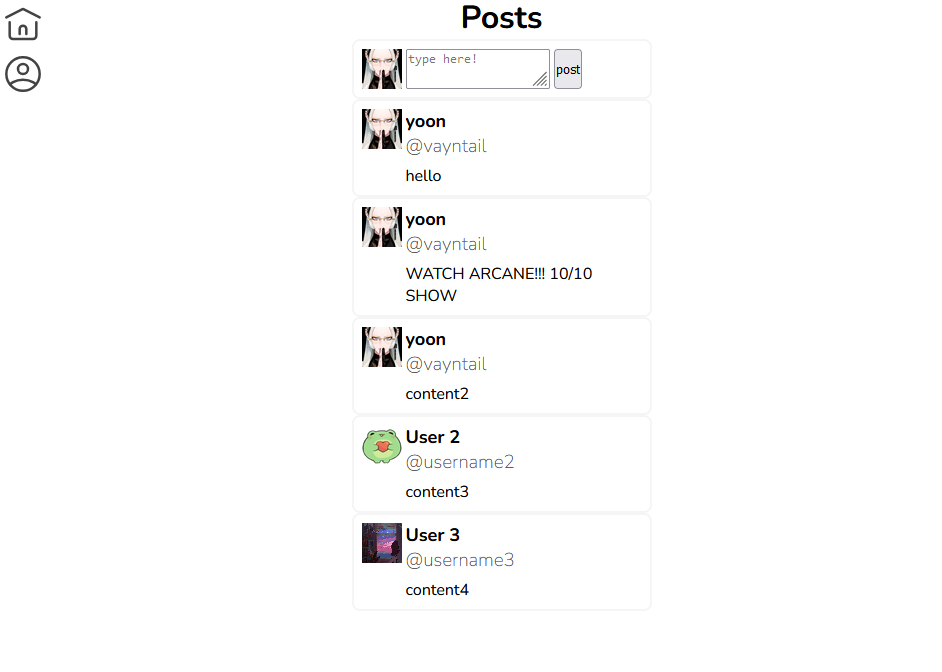 Posts
type here!
post
yoon
@vayntail
hello
yoon
@vayntail
WATCH ARCANE!!! 10/10
SHOW
yoon
@vayntail
content2
User 2
@username2
content3
User 3
@username3
content4